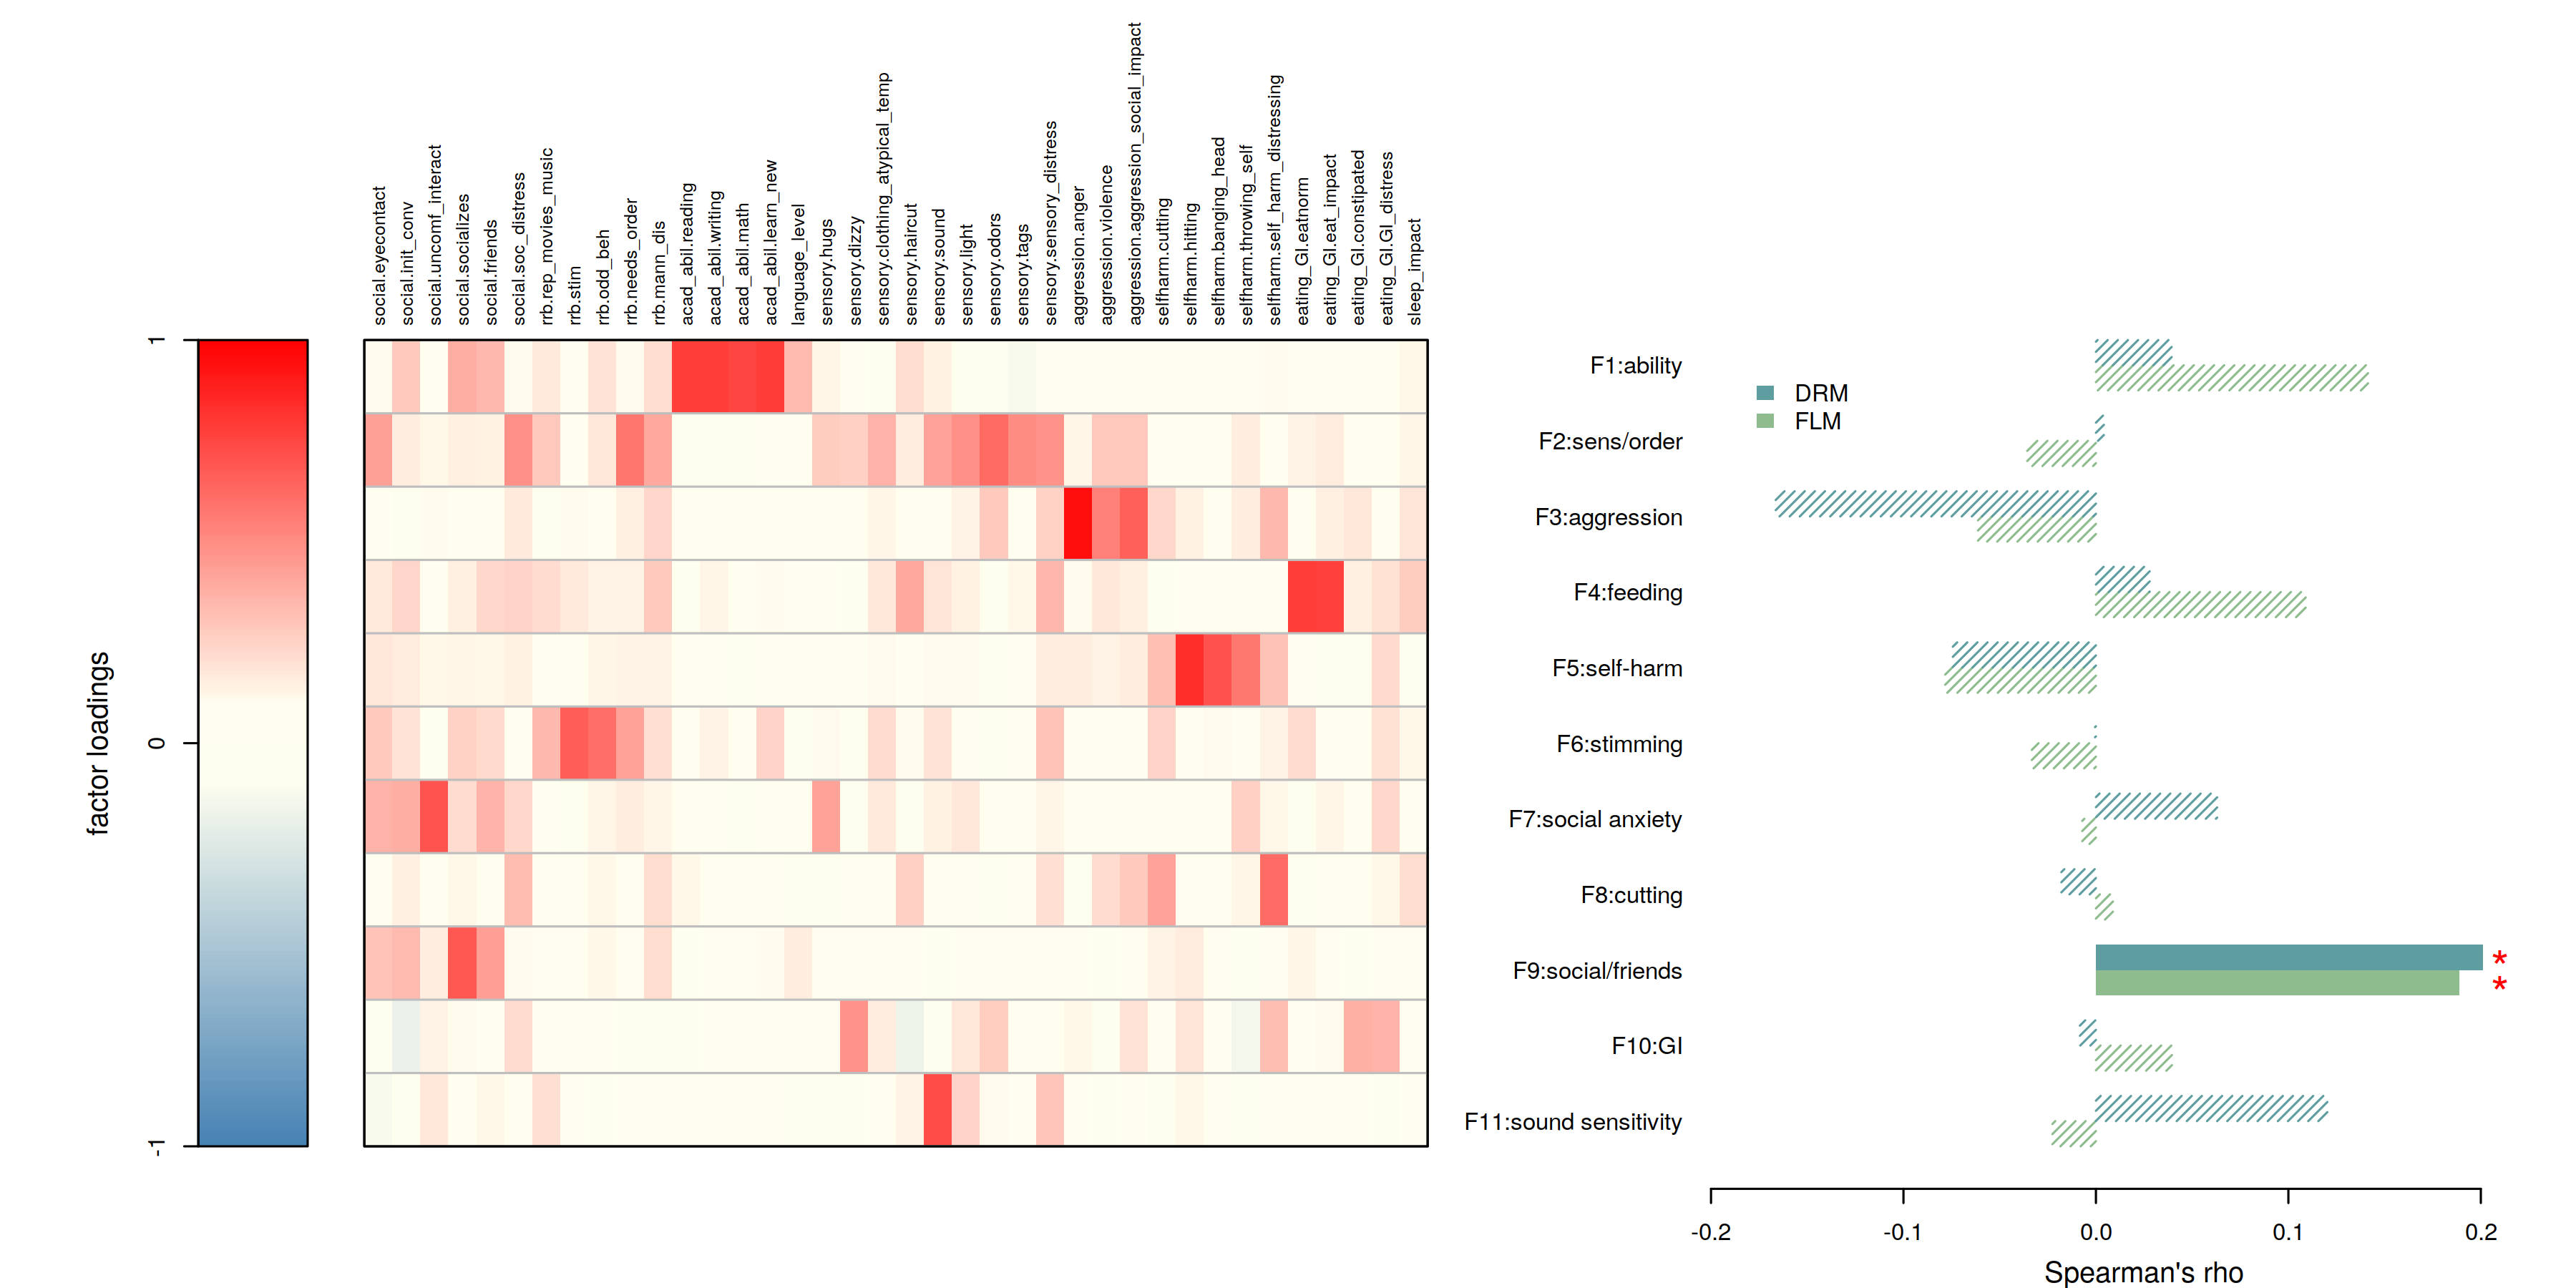 social.eyecontact
social.init_conv
social.uncomf_interact
social.socializes
social.friends
social.soc_distress
rrb.rep_movies_music
rrb.stim
rrb.odd_beh
rrb.needs_order
rrb.mann_dis
acad_abil.reading
acad_abil.writing
acad_abil.math
acad_abil.learn_new
language_level
sensory.hugs
sensory.dizzy
sensory.clothing_atypical_temp
sensory.haircut
sensory.sound
sensory.light
sensory.odors
sensory.tags
sensory.sensory_distress
aggression.anger
aggression.violence
aggression.aggression_social_impact
selfharm.cutting
selfharm.hitting
selfharm.banging_head
selfharm.throwing_self
selfharm.self_harm_distressing
eating_GI.eatnorm
eating_GI.eat_impact
eating_GI.constipated
eating_GI.GI_distress
sleep_impact
factor loadings
1
0
-1
F1:ability
F2:sens/order
F3:aggression
F4:feeding
F5:self-harm
F6:stimming
F7:social anxiety
F8:cutting
F9:social/friends
F10:GI
F11:sound sensitivity
DRM
FLM
*
*
-0.2 -0.1 0.0 0.1 0.2
Spearman's rho